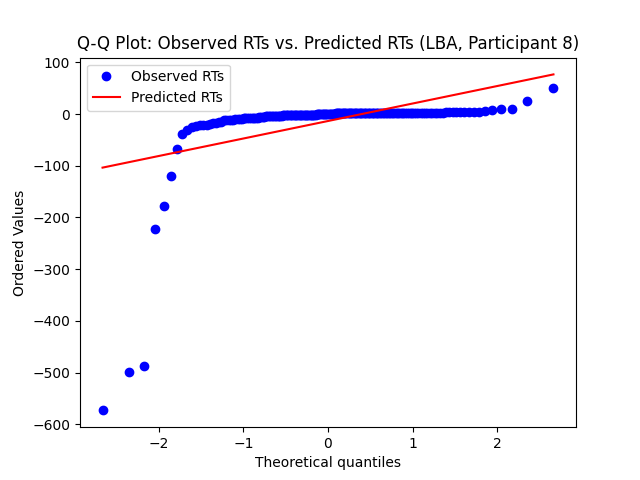 Q-Q Plot: Observed RTs vs. Predicted RTs (LBA, Participant 8)
Observed RTs
Predicted RTs
Ordered Values
100
0
−100
−200
−300
−400
−500
−600
−2
−1
0
1
2
Theoretical quantiles